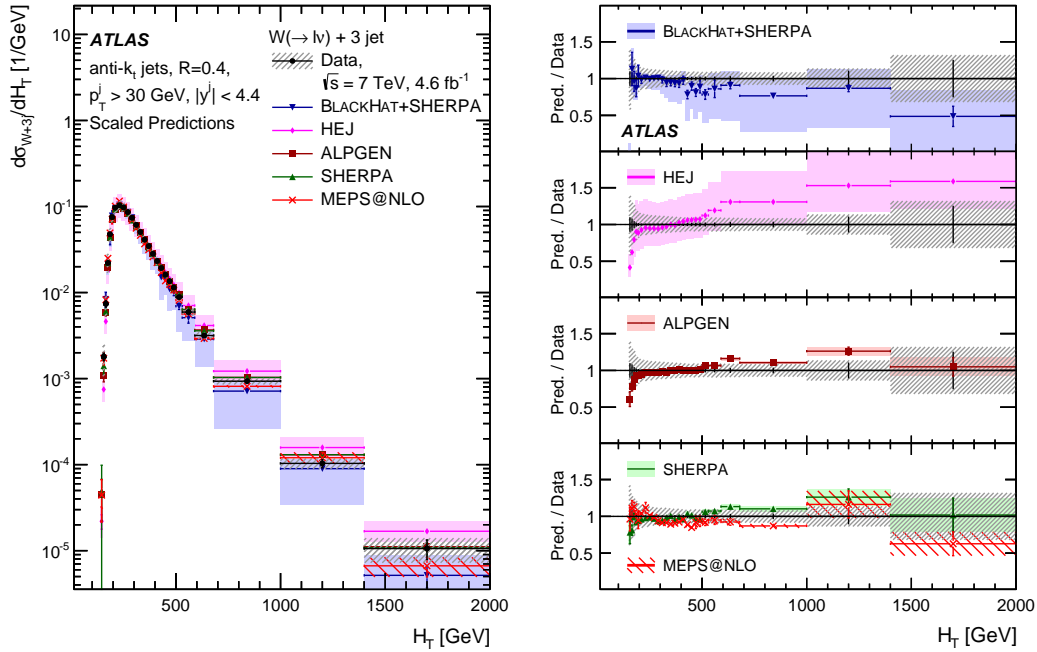 dσ_{W+3j}/dH_T [1/GeV]
ATLAS
anti-k_t jets, R=0.4,
p_T^j > 30 GeV, |y^j| < 4.4
Scaled Predictions
W(→ lν) + 3 jet
Data,
√s = 7 TeV, 4.6 fb⁻¹
BLACKHAT+SHERPA
HEJ
ALPGEN
SHERPA
MEPS@NLO
10
1
10⁻¹
10⁻²
10⁻³
10⁻⁴
10⁻⁵
500 1000 1500 2000
H_T [GeV]
BLACKHAT+SHERPA
ATLAS
Pred. / Data
1.5
1
0.5
HEJ
Pred. / Data
1.5
1
0.5
ALPGEN
Pred. / Data
1.5
1
0.5
SHERPA
MEPS@NLO
Pred. / Data
1.5
1
0.5
500 1000 1500 2000
H_T [GeV]